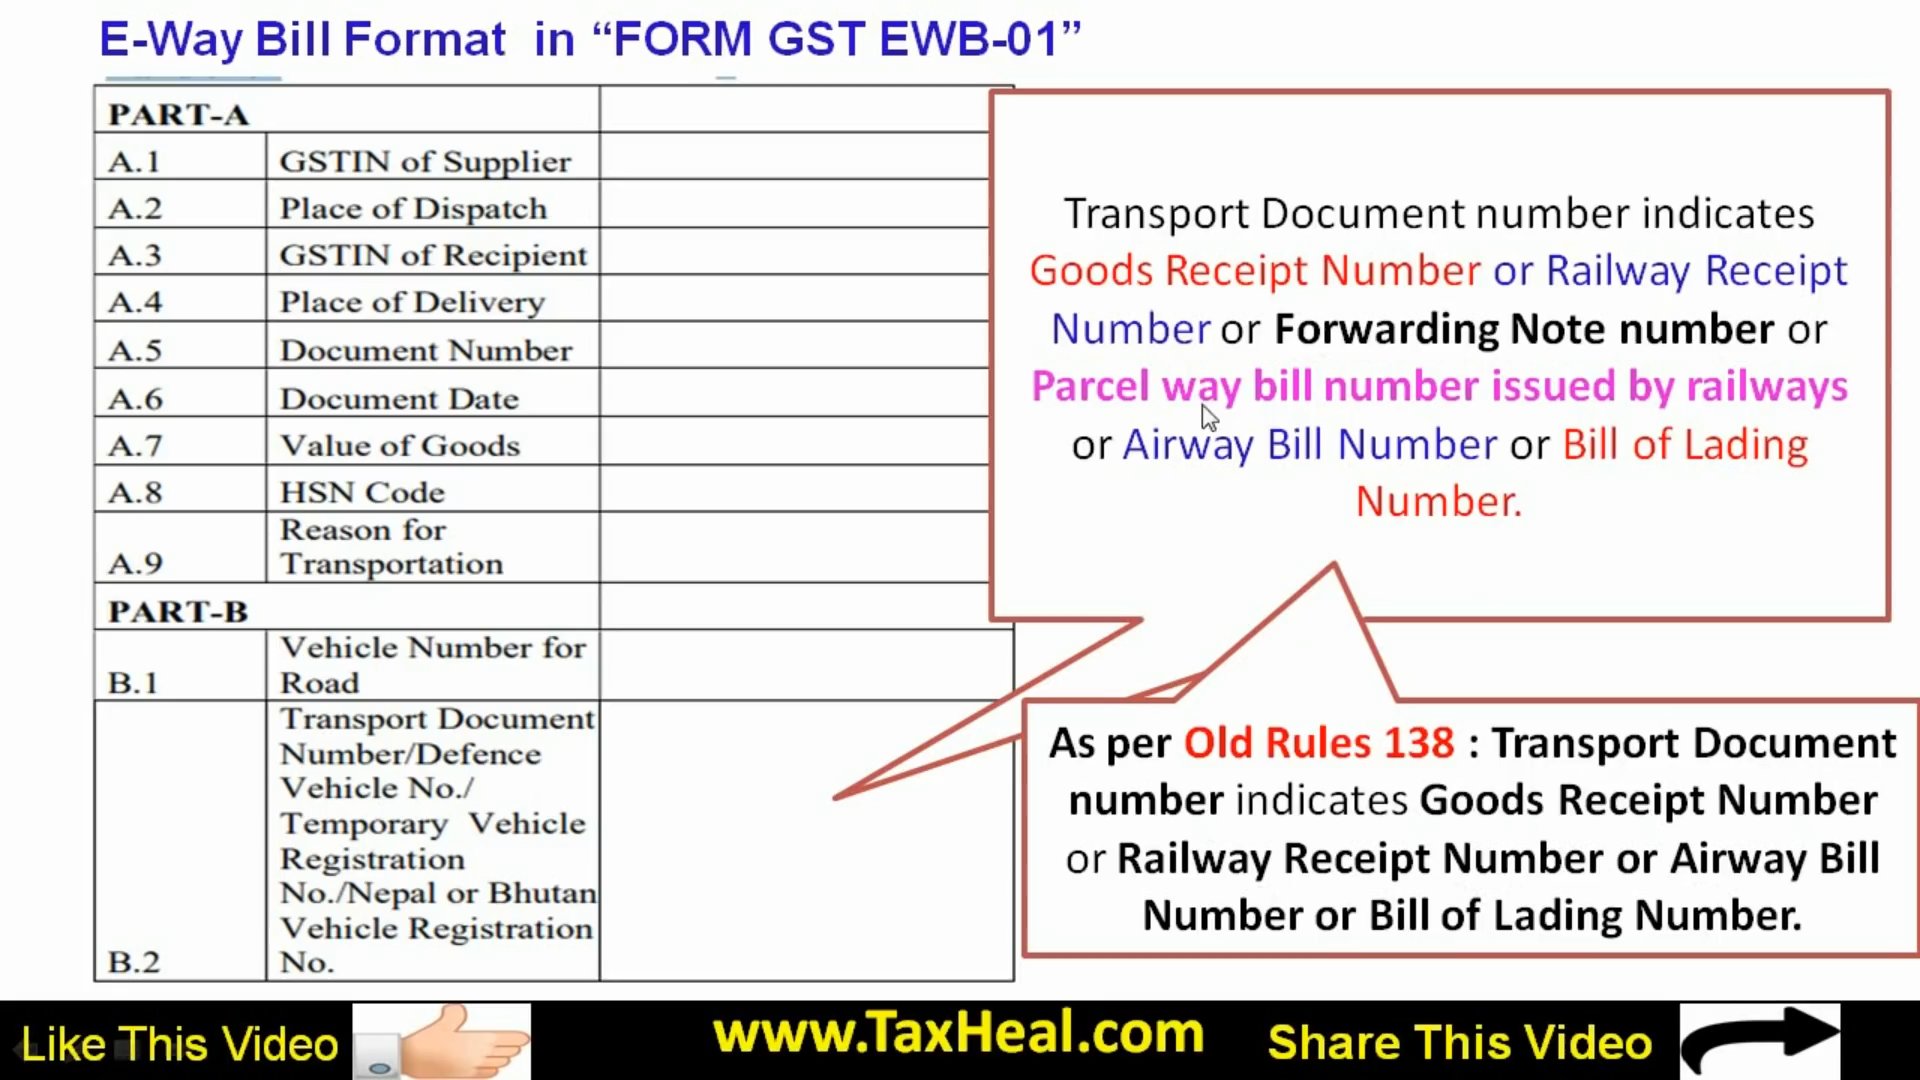 E-Way Bill Format in “FORM GST EWB-01”
PART-A
A.1 GSTIN of Supplier
A.2 Place of Dispatch
A.3 GSTIN of Recipient
A.4 Place of Delivery
A.5 Document Number
A.6 Document Date
A.7 Value of Goods
A.8 HSN Code
Reason for
A.9 Transportation
PART-B
Vehicle Number for
B.1 Road
Transport Document
Number/Defence
Vehicle No./
Temporary Vehicle
Registration
No./Nepal or Bhutan
Vehicle Registration
B.2 No.
Transport Document number indicates
Goods Receipt Number or Railway Receipt
Number or Forwarding Note number or
Parcel way bill number issued by railways
or Airway Bill Number or Bill of Lading
Number.
As per Old Rules 138 : Transport Document
number indicates Goods Receipt Number
or Railway Receipt Number or Airway Bill
Number or Bill of Lading Number.
Like This Video
www.TaxHeal.com
Share This Video